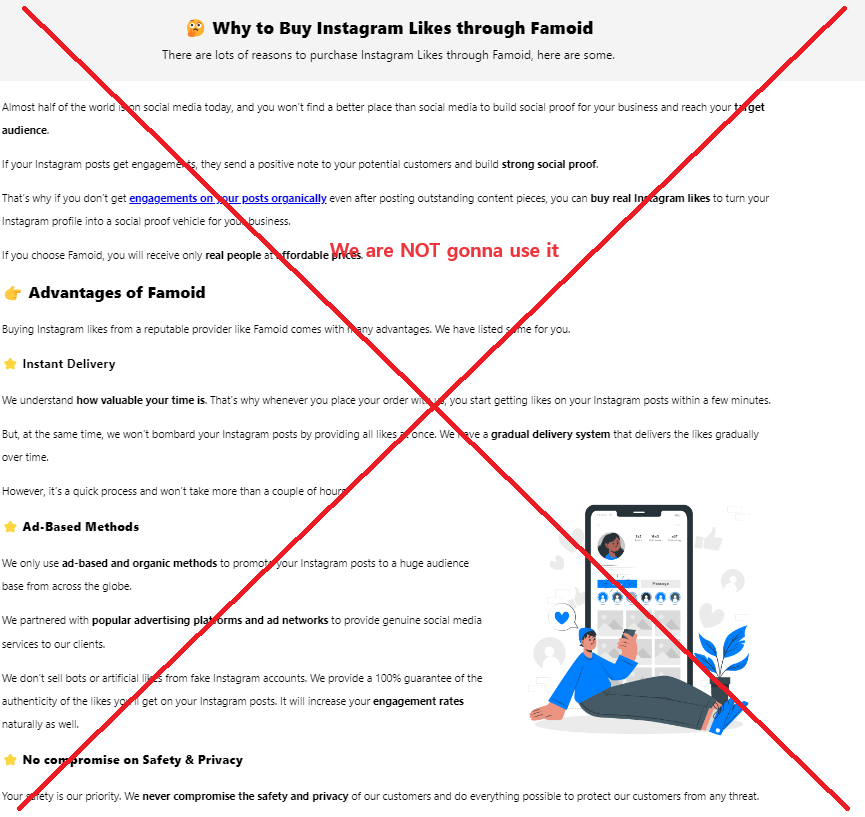 Why to Buy Instagram Likes through Famoid
There are lots of reasons to purchase Instagram Likes through Famoid, here are some.
Almost half of the world is on social media today, and you won't find a better place than social media to build social proof for your business and reach your target
audience.
If your Instagram posts get engagements, they send a positive note to your potential customers and build strong social proof.
That's why if you don't get engagements on your posts organically even after posting outstanding content pieces, you can buy real Instagram likes to turn your
Instagram profile into a social proof vehicle for your business.
We are NOT gonna use it
If you choose Famoid, you will receive only real people at affordable prices.
Advantages of Famoid
Buying Instagram likes from a reputable provider like Famoid comes with many advantages. We have listed some for you.
Instant Delivery
We understand how valuable your time is. That's why whenever you place your order with us, you start getting likes on your Instagram posts within a few minutes.
But, at the same time, we won't bombard your Instagram posts by providing all likes at once. We have a gradual delivery system that delivers the likes gradually
over time.
However, it's a quick process and won't take more than a couple of hours.
Ad-Based Methods
We only use ad-based and organic methods to promote your Instagram posts to a huge audience
base from across the globe.
We partnered with popular advertising platforms and ad networks to provide genuine social media
services to our clients.
We don't sell bots or artificial likes from fake Instagram accounts. We provide a 100% guarantee of the
authenticity of the likes you'll get on your Instagram posts. It will increase your engagement rates
naturally as well.
Message
No compromise on Safety & Privacy
Your safety is our priority. We never compromise the safety and privacy of our customers and do everything possible to protect our customers from any threat.